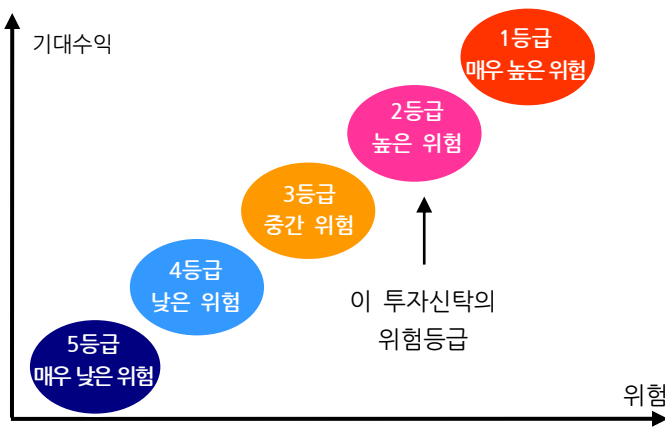 기대수익
1등급
매우 높은 위험
2등급
높은 위험
3등급
중간 위험
4등급
낮은 위험
이 투자신탁의
위험등급
5등급
매우 낮은 위험
위험